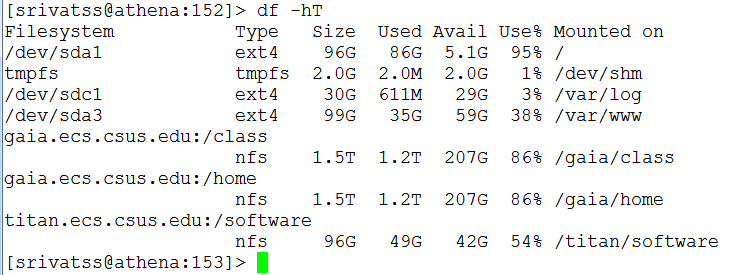 [srivatss@athena:152]> df -hT
Filesystem           Type   Size  Used Avail Use% Mounted on
/dev/sda1            ext4    96G   86G  5.1G  95% /
tmpfs                tmpfs  2.0G  2.0M  2.0G   1% /dev/shm
/dev/sdc1            ext4    30G  611M   29G   3% /var/log
/dev/sda3            ext4    99G   35G   59G  38% /var/www
gaia.ecs.csus.edu:/class
                     nfs    1.5T  1.2T  207G  86% /gaia/class
gaia.ecs.csus.edu:/home
                     nfs    1.5T  1.2T  207G  86% /gaia/home
titan.ecs.csus.edu:/software
                     nfs     96G   49G   42G  54% /titan/software
[srivatss@athena:153]>